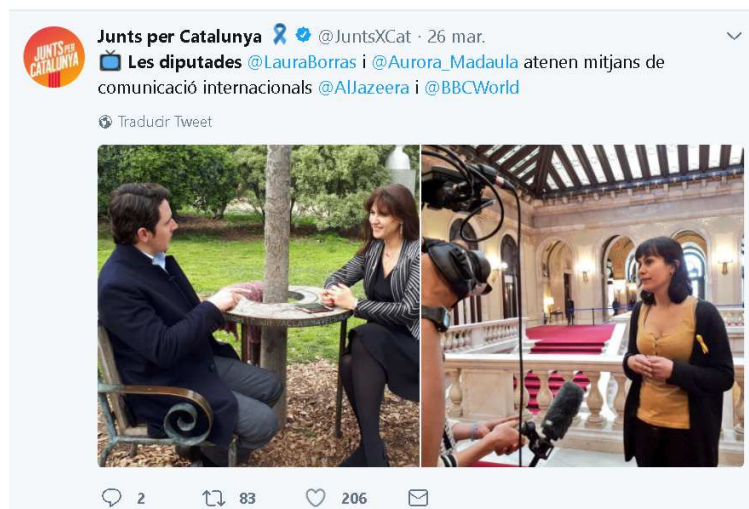 JUNTS PER
CATALUNYA
Junts per Catalunya @JuntsXCat · 26 mar.
Les diputades @LauraBorras i @Aurora_Madaula atenen mitjans de
comunicació internacionals @AlJazeera i @BBCWorld
Traducir Tweet
2 83 206